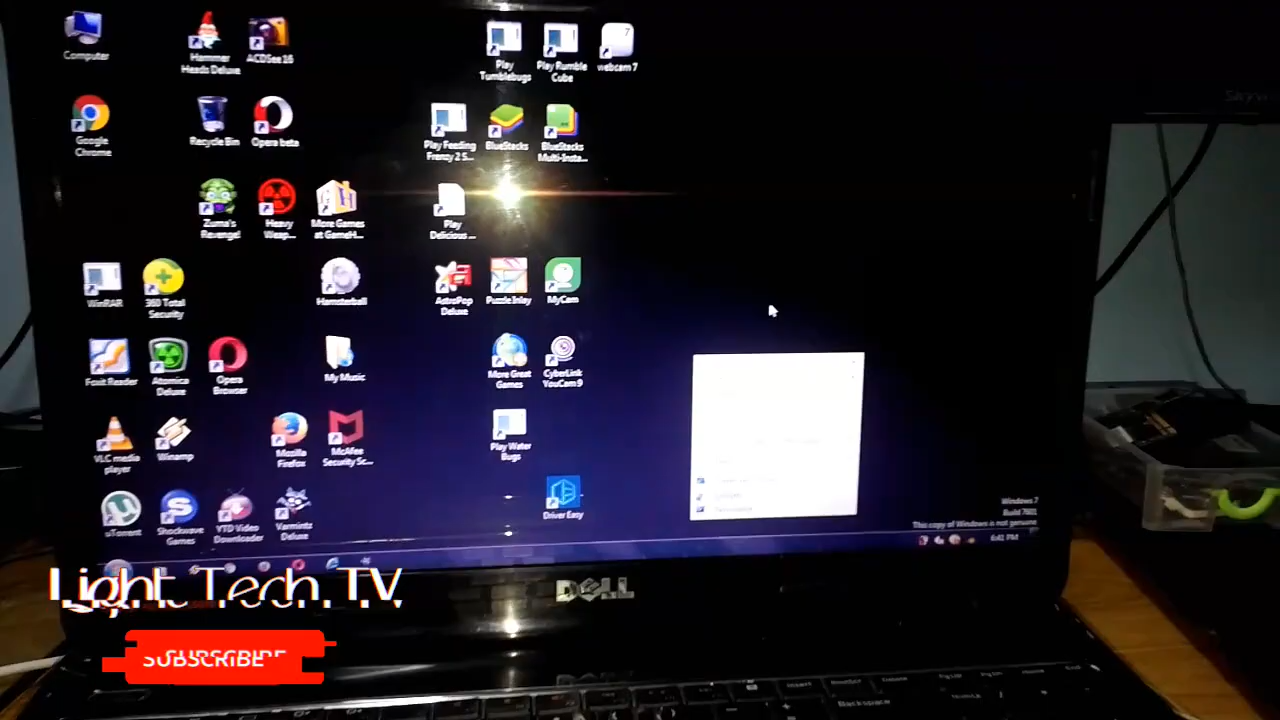 Computer
Hammer
Heads Deluxe
ACDSee 16
Play
Tumblebugs
Play Rumble
Cube
7
webcam 7
Google
Chrome
Recycle Bin
Opera beta
Play Feeding
Frenzy 2 S...
BlueStacks
BlueStacks
Multi-Insta...
Zuma's
Revenge!
Heavy
Weap...
More Games
at GameH...
Play
Delicious ...
WinRAR
360 Total
Security
Hamsterball
AstroPop
Deluxe
Puzzle Inlay
MyCam
Foxit Reader
Atomica
Deluxe
Opera
Browser
My Music
More Great
Games
CyberLink
YouCam 9
VLC media
player
Winamp
Mozilla
Firefox
McAfee
Security Sc...
Play Water
Bugs
uTorrent
Shockwave
Games
YTD Video
Downloader
Varmintz
Deluxe
Driver Easy
Windows 7
Build 7601
This copy of Windows is not genuine
6:41 PM
Light Tech TV
SUBSCRIBE
DELL
Backspace